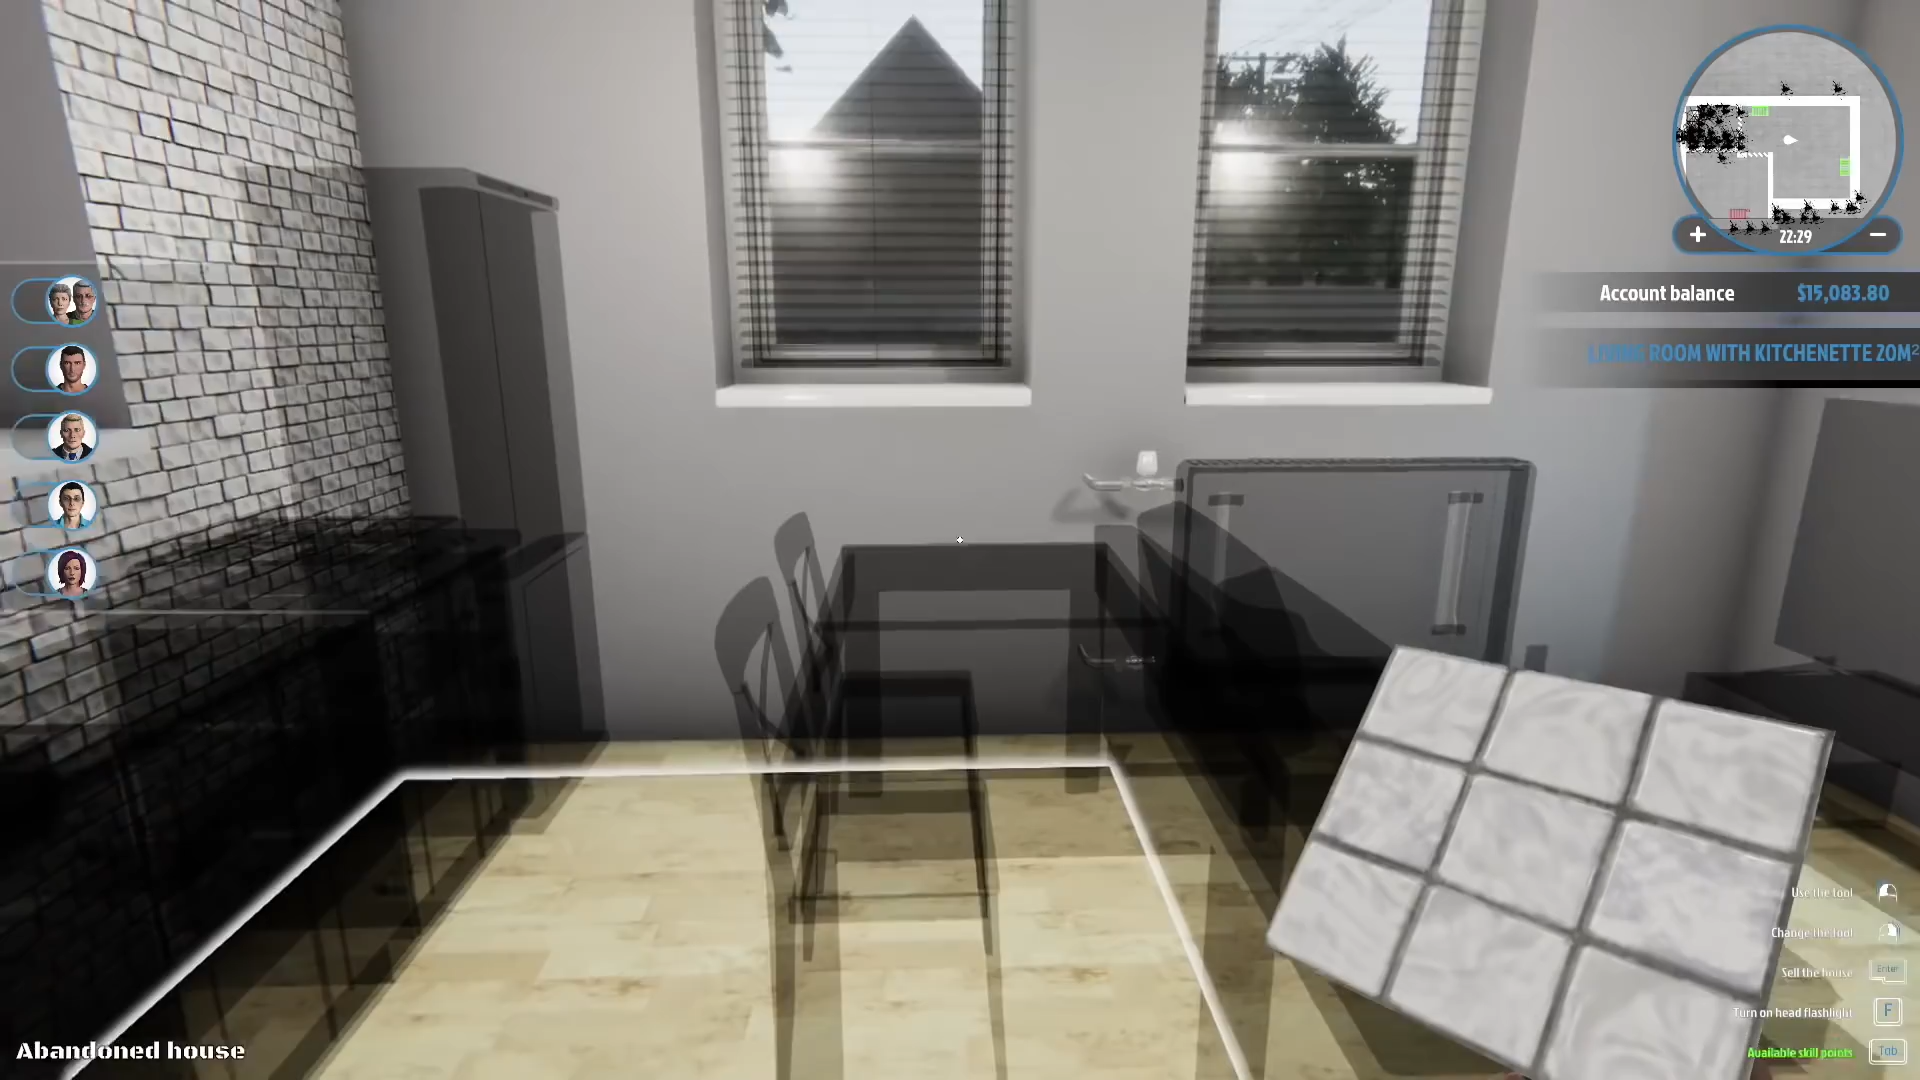 + 22:29 −
Account balance $15,083.80
LIVING ROOM WITH KITCHENETTE 20M²
Use the tool
Change the tool
Sell the house Enter
Turn on head flashlight F
Available skill points Tab
Abandoned house